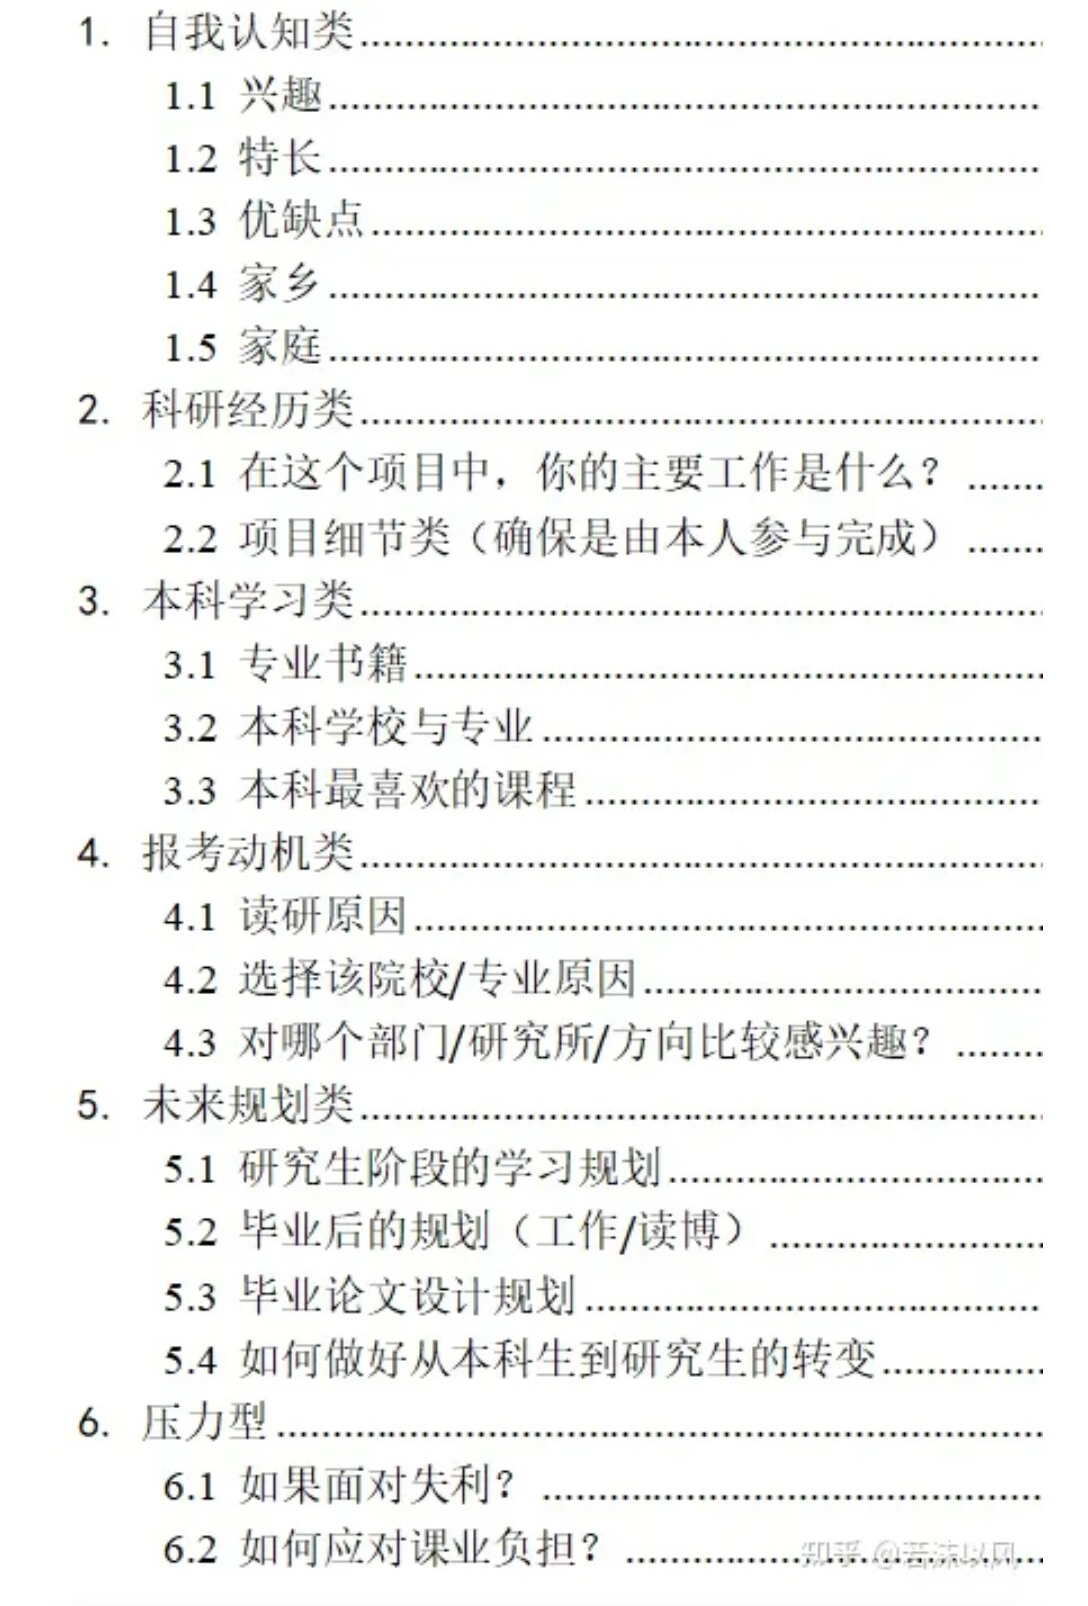 1. 自我认知类
1.1 兴趣
1.2 特长
1.3 优缺点
1.4 家乡
1.5 家庭
2. 科研经历类
2.1 在这个项目中，你的主要工作是什么？
2.2 项目细节类（确保是由本人参与完成）
3. 本科学习类
3.1 专业书籍
3.2 本科学校与专业
3.3 本科最喜欢的课程
4. 报考动机类
4.1 读研原因
4.2 选择该院校/专业原因
4.3 对哪个部门/研究所/方向比较感兴趣？
5. 未来规划类
5.1 研究生阶段的学习规划
5.2 毕业后的规划（工作/读博）
5.3 毕业论文设计规划
5.4 如何做好从本科生到研究生的转变
6. 压力型
6.1 如果面对失利？
6.2 如何应对课业负担？
知乎 @若沫以风